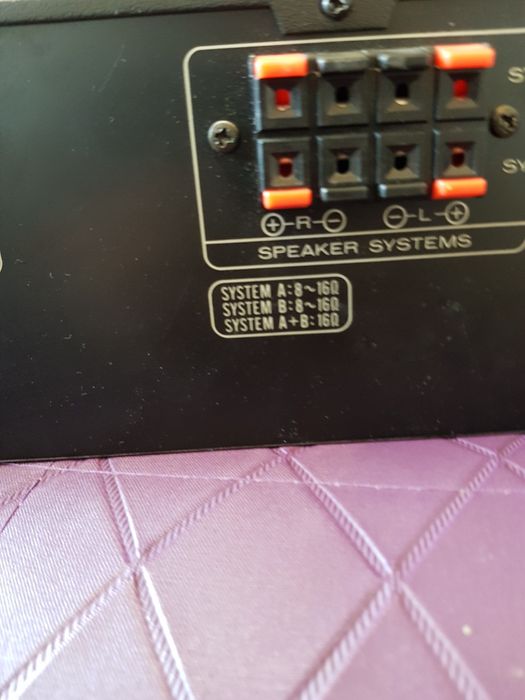 ⊕-R-⊖ ⊖-L-⊕
SPEAKER SYSTEMS
SYSTEM A:8~16Ω
SYSTEM B:8~16Ω
SYSTEM A+B:16Ω